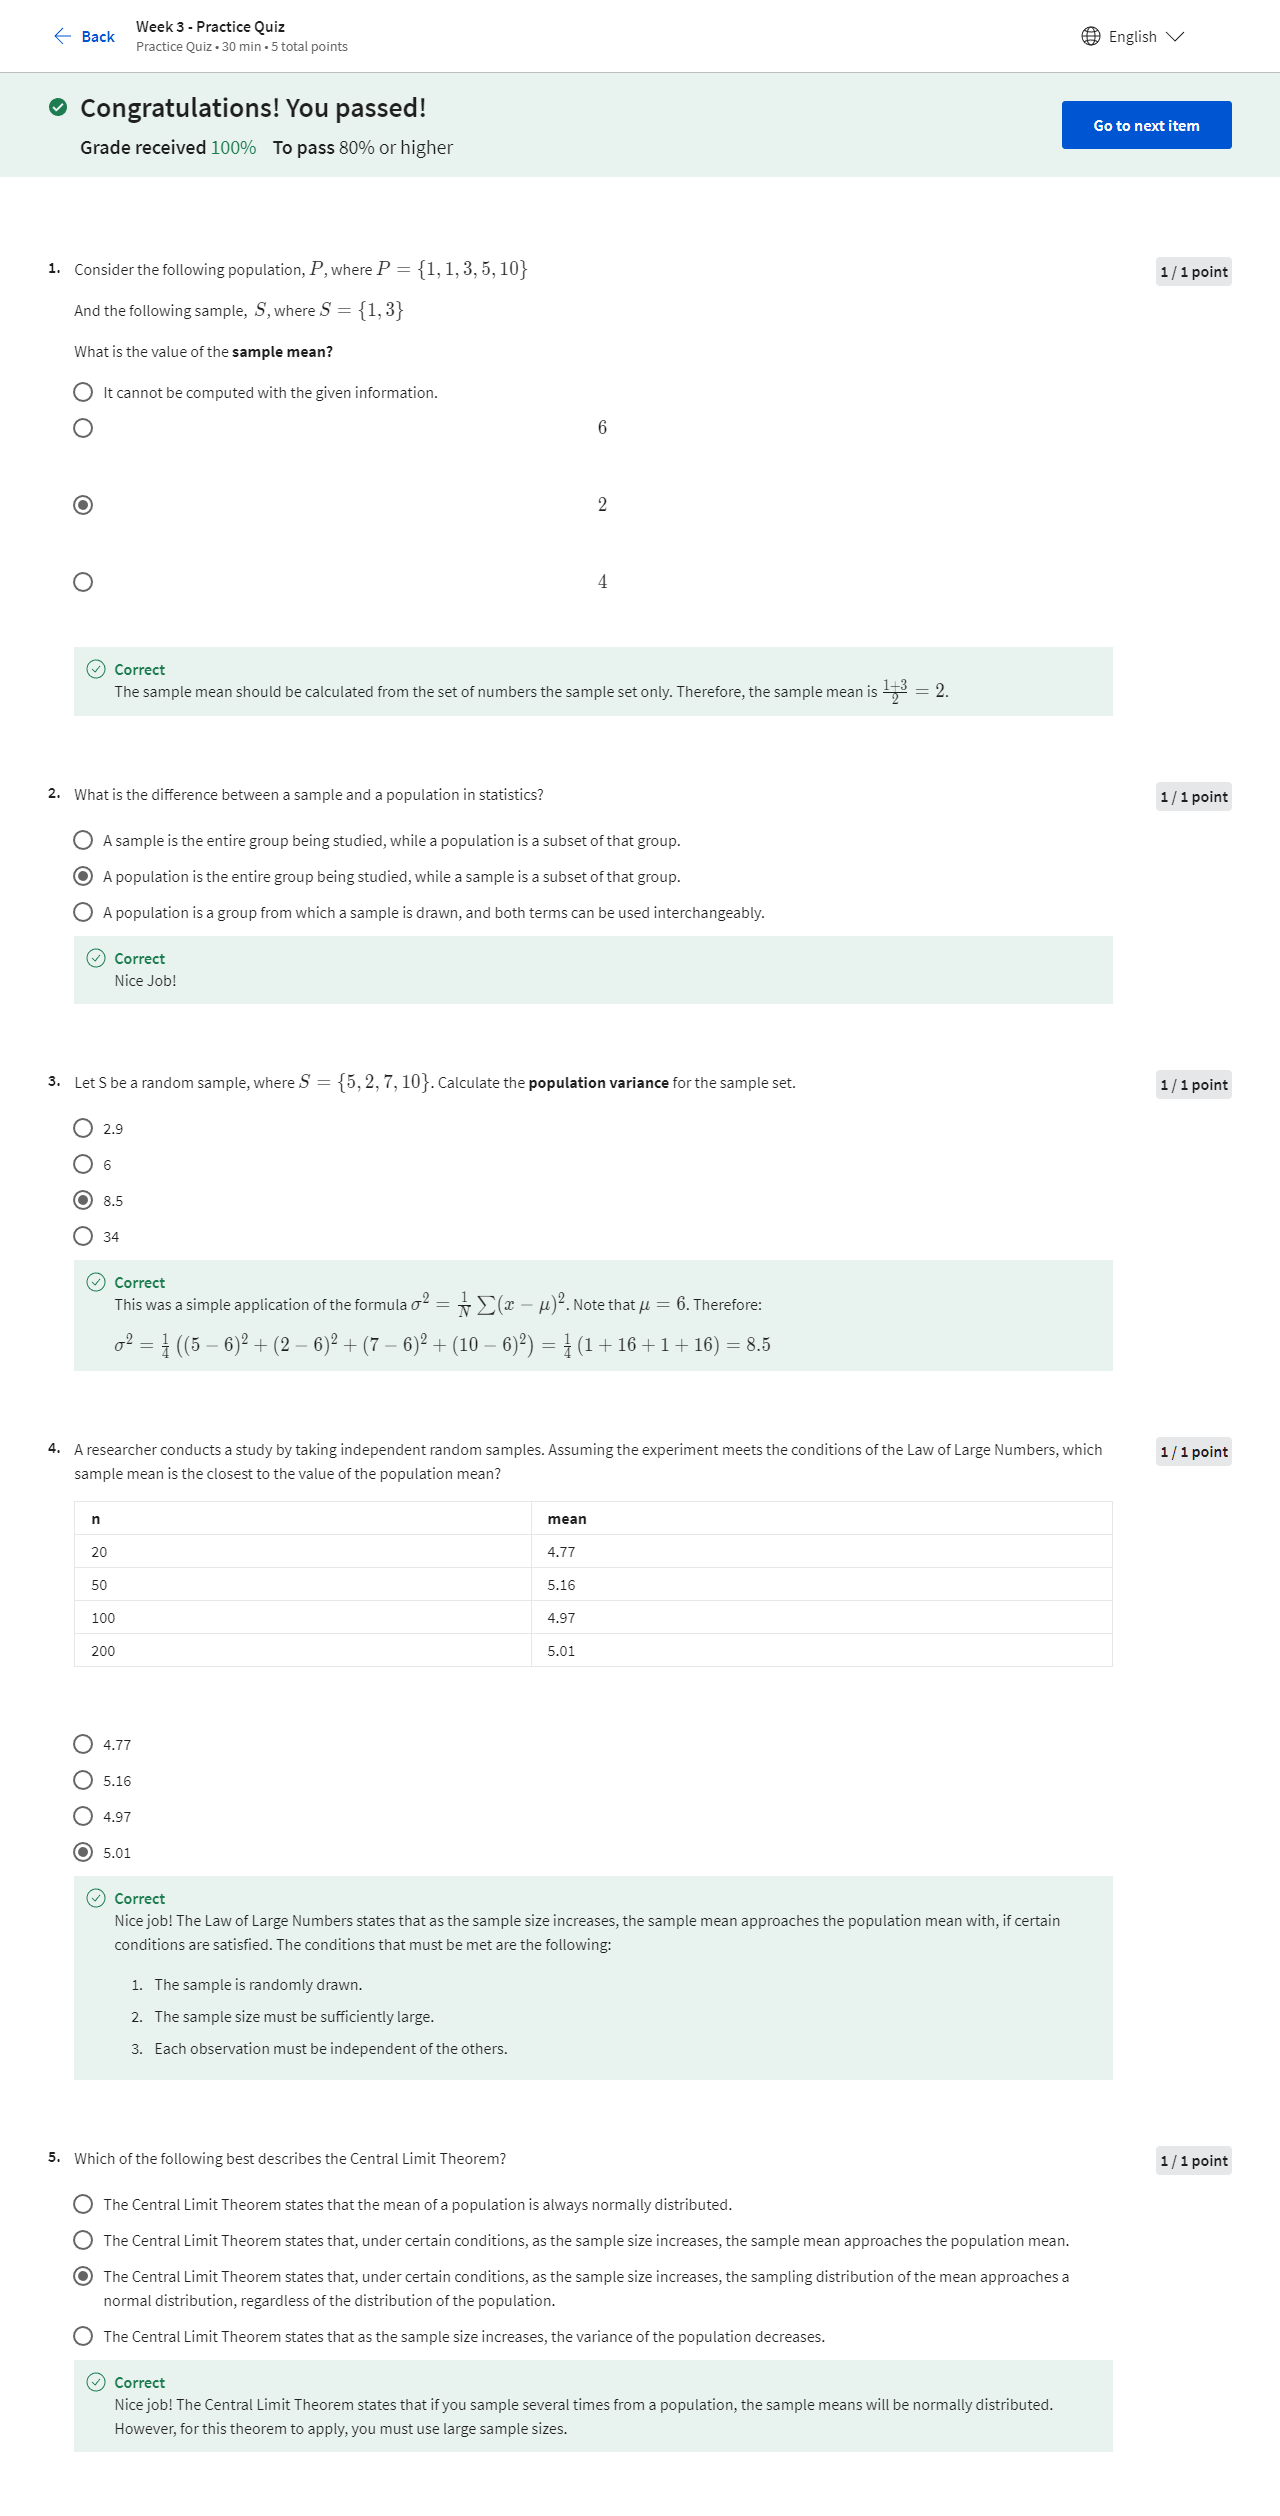 Back
Week 3 - Practice Quiz
Practice Quiz • 30 min • 5 total points
English
Congratulations! You passed!
Grade received 100% To pass 80% or higher
Go to next item
1. Consider the following population, P, where P = {1, 1, 3, 5, 10}
1 / 1 point
And the following sample, S, where S = {1, 3}
What is the value of the sample mean?
It cannot be computed with the given information.
6
2
4
Correct
The sample mean should be calculated from the set of numbers the sample set only. Therefore, the sample mean is \frac{1+3}{2} = 2.
2. What is the difference between a sample and a population in statistics?
1 / 1 point
A sample is the entire group being studied, while a population is a subset of that group.
A population is the entire group being studied, while a sample is a subset of that group.
A population is a group from which a sample is drawn, and both terms can be used interchangeably.
Correct
Nice Job!
3. Let S be a random sample, where S = {5, 2, 7, 10}. Calculate the population variance for the sample set.
1 / 1 point
2.9
6
8.5
34
Correct
This was a simple application of the formula σ² = \frac{1}{N} ∑(x − μ)². Note that μ = 6. Therefore:
σ² = \frac{1}{4} ((5 − 6)² + (2 − 6)² + (7 − 6)² + (10 − 6)²) = \frac{1}{4} (1 + 16 + 1 + 16) = 8.5
4. A researcher conducts a study by taking independent random samples. Assuming the experiment meets the conditions of the Law of Large Numbers, which
sample mean is the closest to the value of the population mean?
1 / 1 point
n mean
20 4.77
50 5.16
100 4.97
200 5.01
4.77
5.16
4.97
5.01
Correct
Nice job! The Law of Large Numbers states that as the sample size increases, the sample mean approaches the population mean with, if certain
conditions are satisfied. The conditions that must be met are the following:
1. The sample is randomly drawn.
2. The sample size must be sufficiently large.
3. Each observation must be independent of the others.
5. Which of the following best describes the Central Limit Theorem?
1 / 1 point
The Central Limit Theorem states that the mean of a population is always normally distributed.
The Central Limit Theorem states that, under certain conditions, as the sample size increases, the sample mean approaches the population mean.
The Central Limit Theorem states that, under certain conditions, as the sample size increases, the sampling distribution of the mean approaches a
normal distribution, regardless of the distribution of the population.
The Central Limit Theorem states that as the sample size increases, the variance of the population decreases.
Correct
Nice job! The Central Limit Theorem states that if you sample several times from a population, the sample means will be normally distributed.
However, for this theorem to apply, you must use large sample sizes.